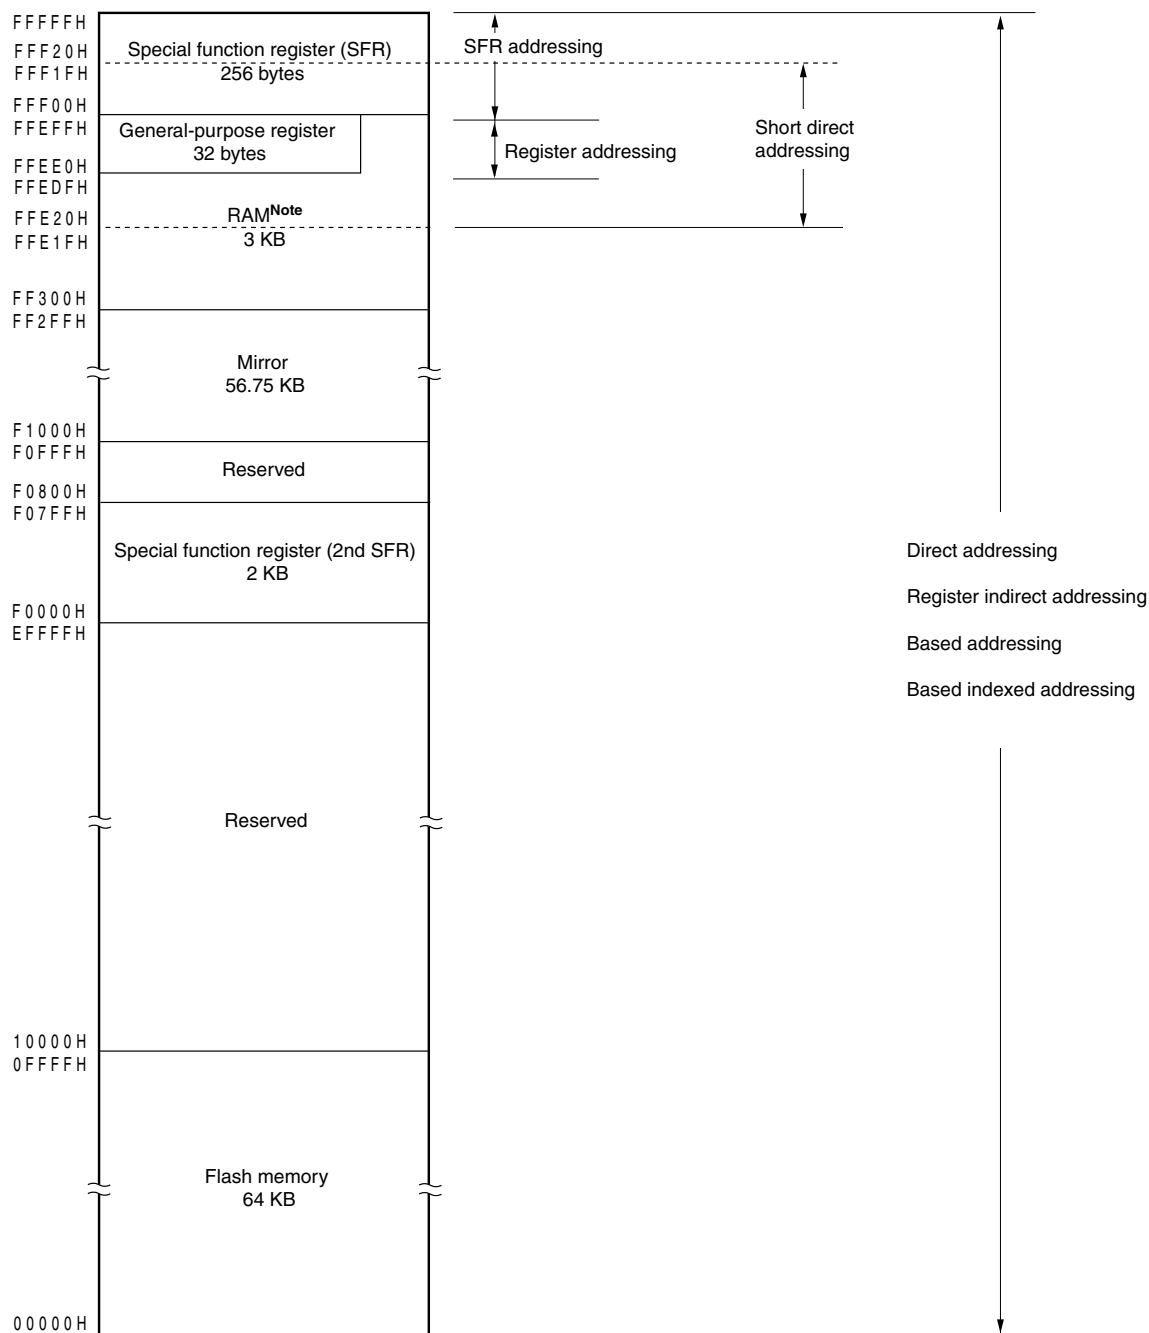 FFFFFH
FFF20H
FFF1FH
FFF00H
FFEFFH
FFEE0H
FFEDFH
FFE20H
FFE1FH
FF300H
FF2FFH
F1000H
F0FFFH
F0800H
F07FFH
F0000H
EFFFFH
10000H
0FFFFH
00000H
Special function register (SFR)
256 bytes
General-purpose register
32 bytes
RAMNote
3 KB
Mirror
56.75 KB
Reserved
Special function register (2nd SFR)
2 KB
Reserved
Flash memory
64 KB
SFR addressing
Register addressing
Short direct
addressing
Direct addressing
Register indirect addressing
Based addressing
Based indexed addressing